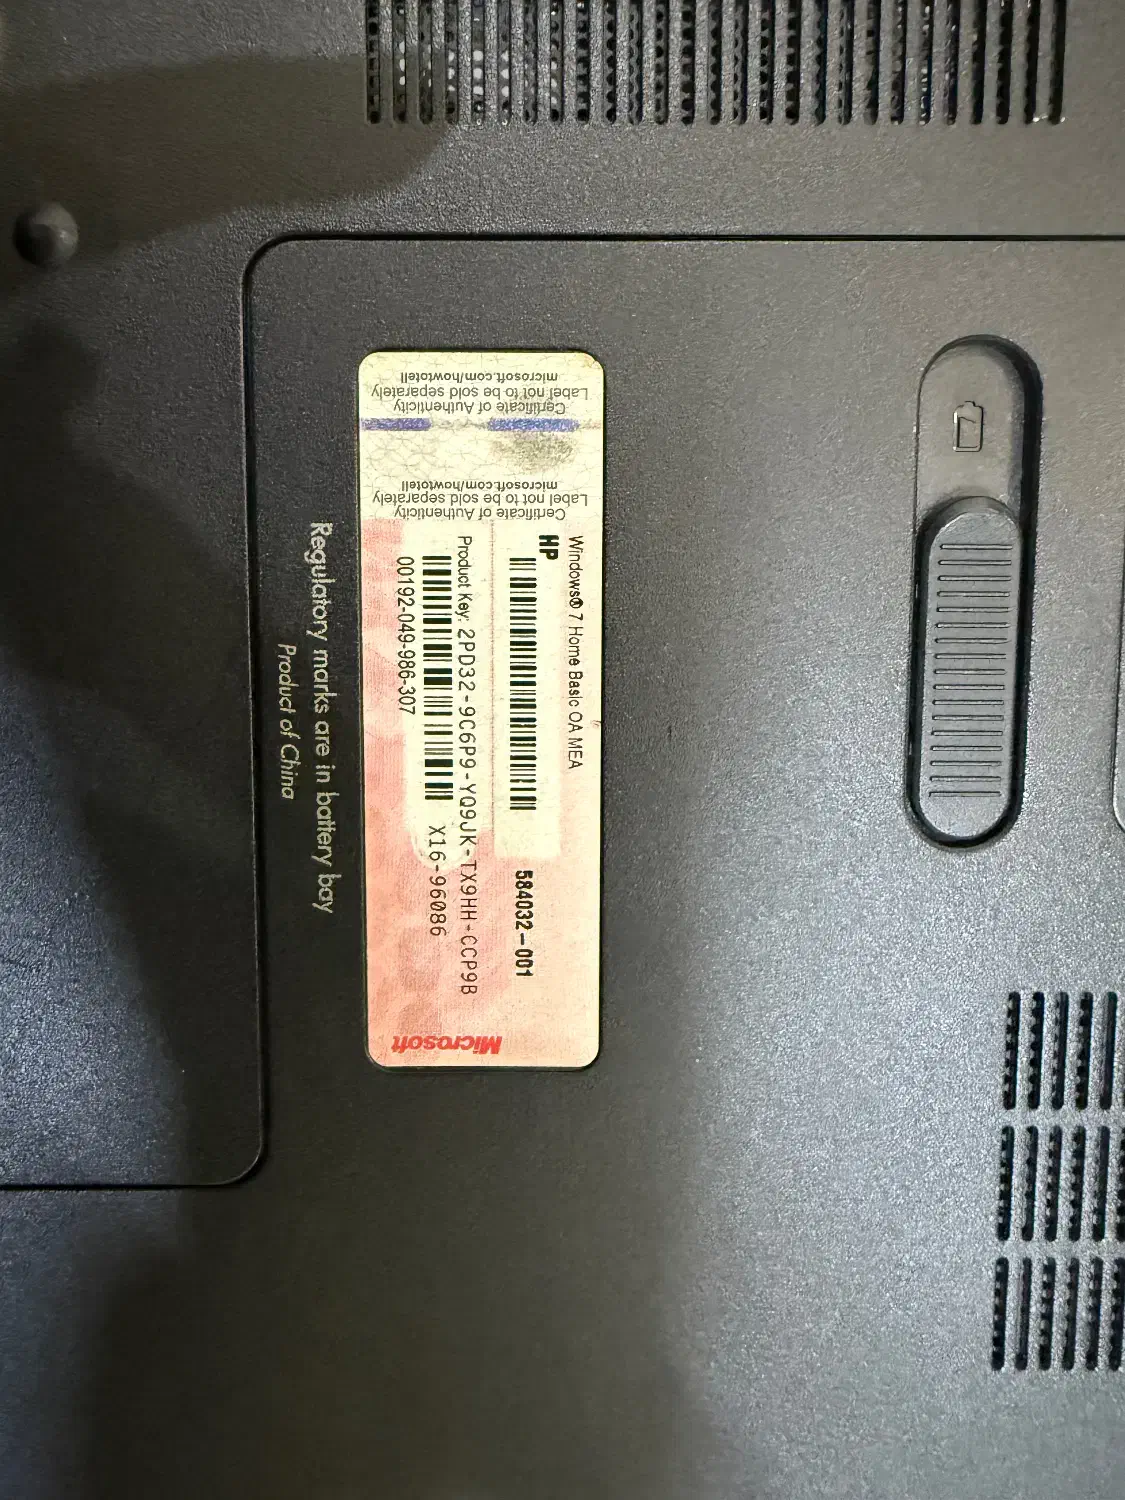 Certificate of Authenticity
Label not to be sold separately
microsoft.com/howtotell
Certificate of Authenticity
Label not to be sold separately
microsoft.com/howtotell
Windows® 7 Home Basic OA MEA
HP
584032-001
Product Key: 2PD32-9C6P9-YQ9JK-TX9HH-CCP9B
X16-96086
00192-049-986-307
Microsoft
Regulatory marks are in battery bay
Product of China